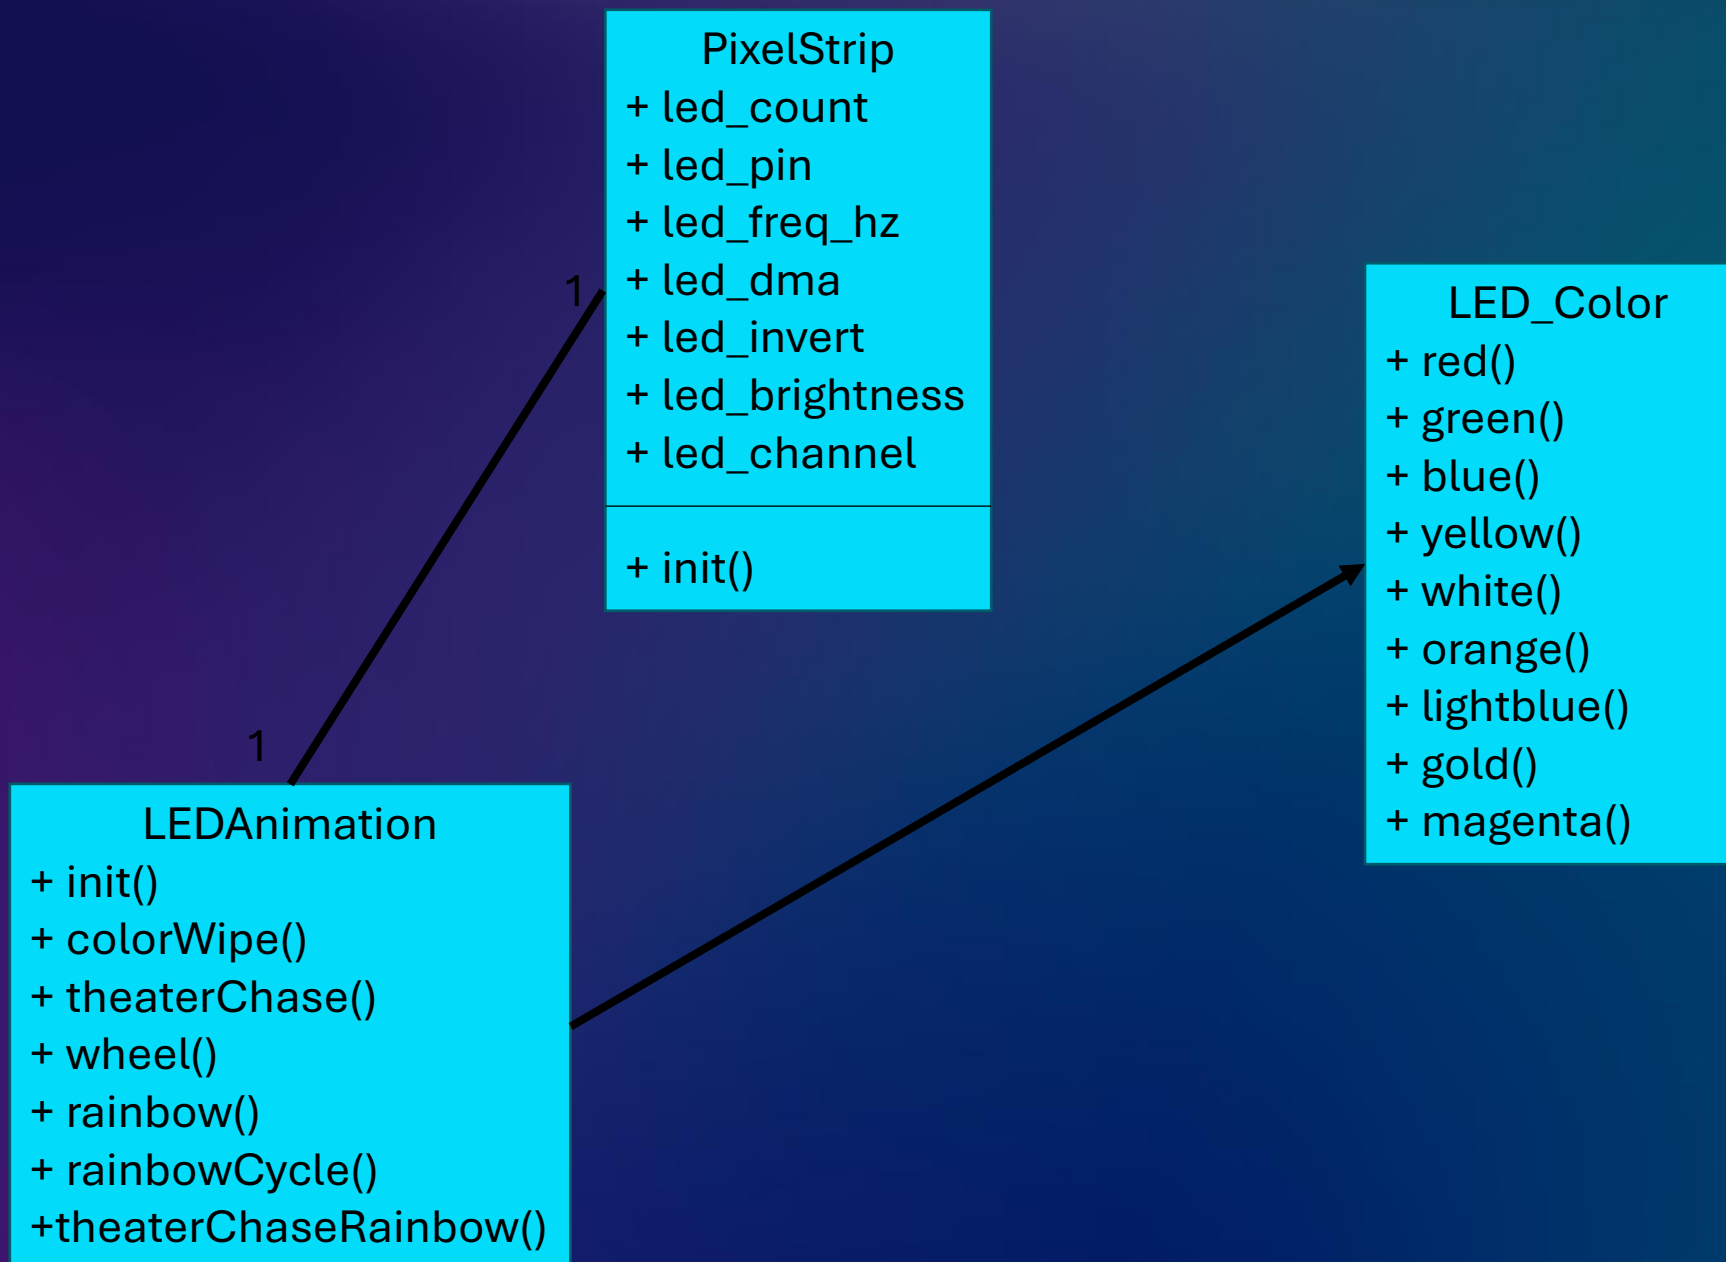 PixelStrip
+ led_count
+ led_pin
+ led_freq_hz
+ led_dma
+ led_invert
+ led_brightness
+ led_channel
+ init()
1
1
LED_Color
+ red()
+ green()
+ blue()
+ yellow()
+ white()
+ orange()
+ lightblue()
+ gold()
+ magenta()
LEDAnimation
+ init()
+ colorWipe()
+ theaterChase()
+ wheel()
+ rainbow()
+ rainbowCycle()
+theaterChaseRainbow()